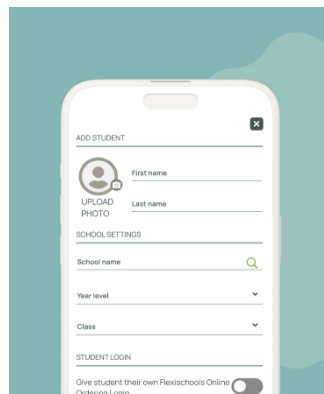 ADD STUDENT
First name
UPLOAD
PHOTO
Last name
SCHOOL SETTINGS
School name
Year level
Class
STUDENT LOGIN
Give student their own Flexischools Online
Ordering Login